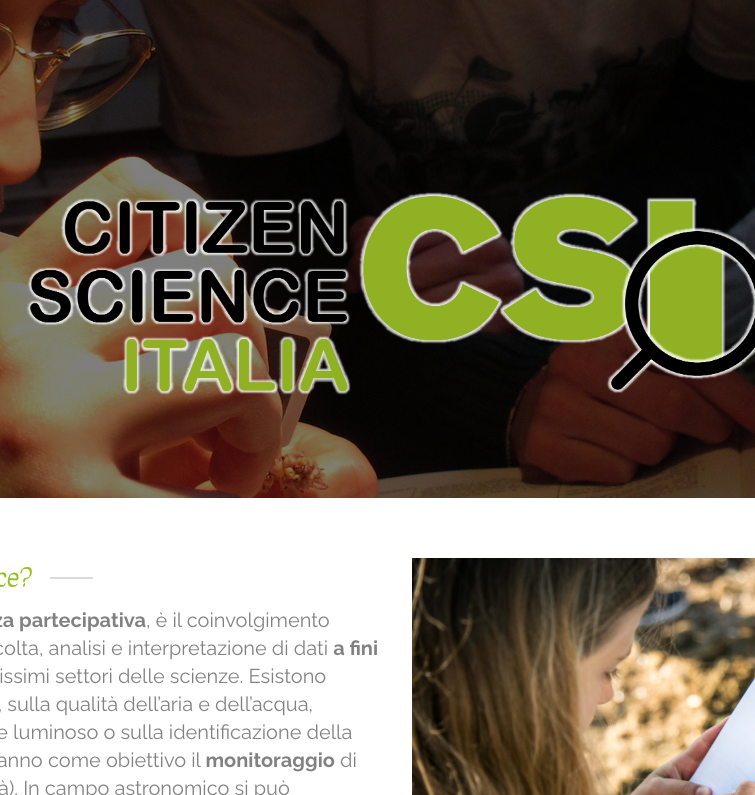 CITIZEN
SCIENCE
ITALIA
CSI
ce?
za partecipativa, è il coinvolgimento
colta, analisi e interpretazione di dati a fini
issimi settori delle scienze. Esistono
, sulla qualità dell'aria e dell'acqua,
e luminoso o sulla identificazione della
anno come obiettivo il monitoraggio di
à). In campo astronomico si può